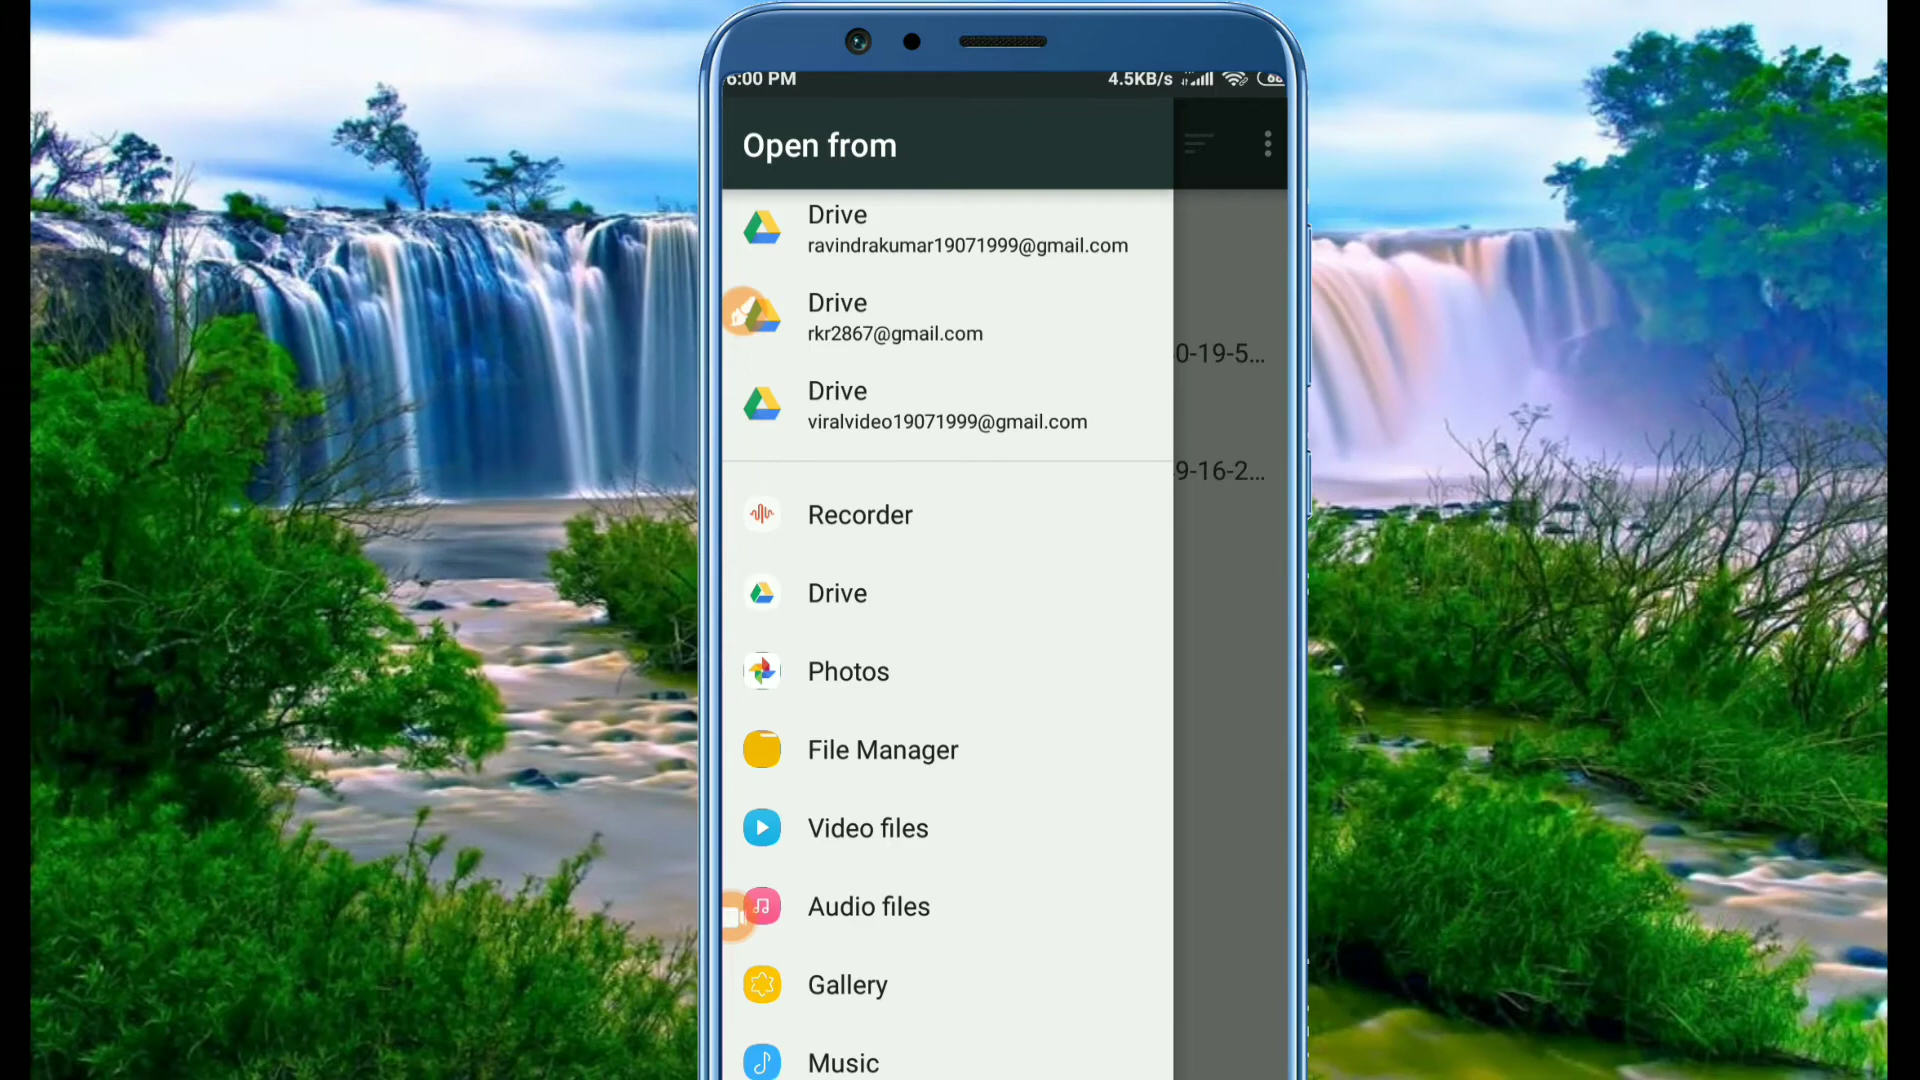 6:00 PM
4.5KB/s
68
Open from
Drive
ravindrakumar19071999@gmail.com
Drive
rkr2867@gmail.com
0-19-5...
Drive
viralvideo19071999@gmail.com
9-16-2...
Recorder
Drive
Photos
File Manager
Video files
Audio files
Gallery
Music